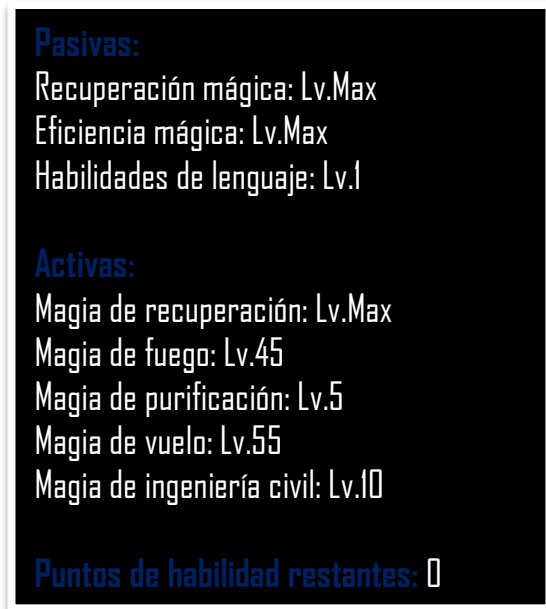 Pasivas:
Recuperación mágica: Lv.Max
Eficiencia mágica: Lv.Max
Habilidades de lenguaje: Lv.1
Activas:
Magia de recuperación: Lv.Max
Magia de fuego: Lv.45
Magia de purificación: Lv.5
Magia de vuelo: Lv.55
Magia de ingeniería civil: Lv.10
Puntos de habilidad restantes: 0